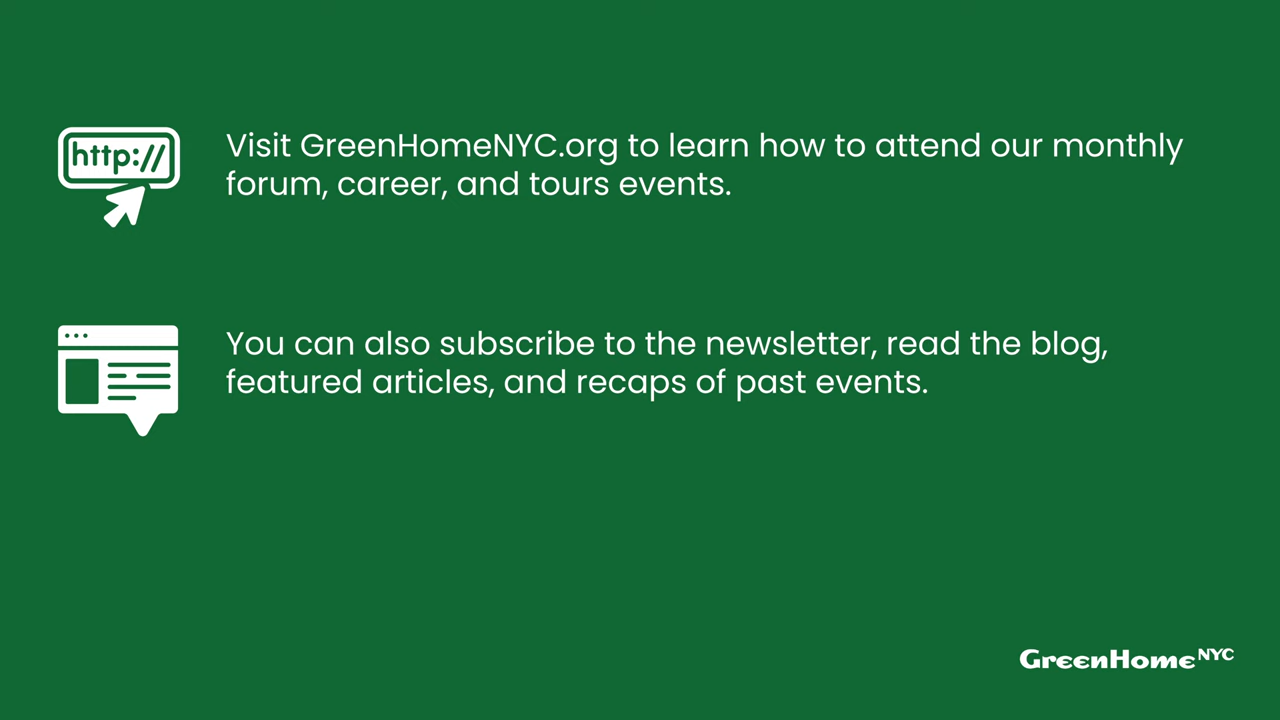 http://
Visit GreenHomeNYC.org to learn how to attend our monthly
forum, career, and tours events.
You can also subscribe to the newsletter, read the blog,
featured articles, and recaps of past events.
GreenHomeNYC